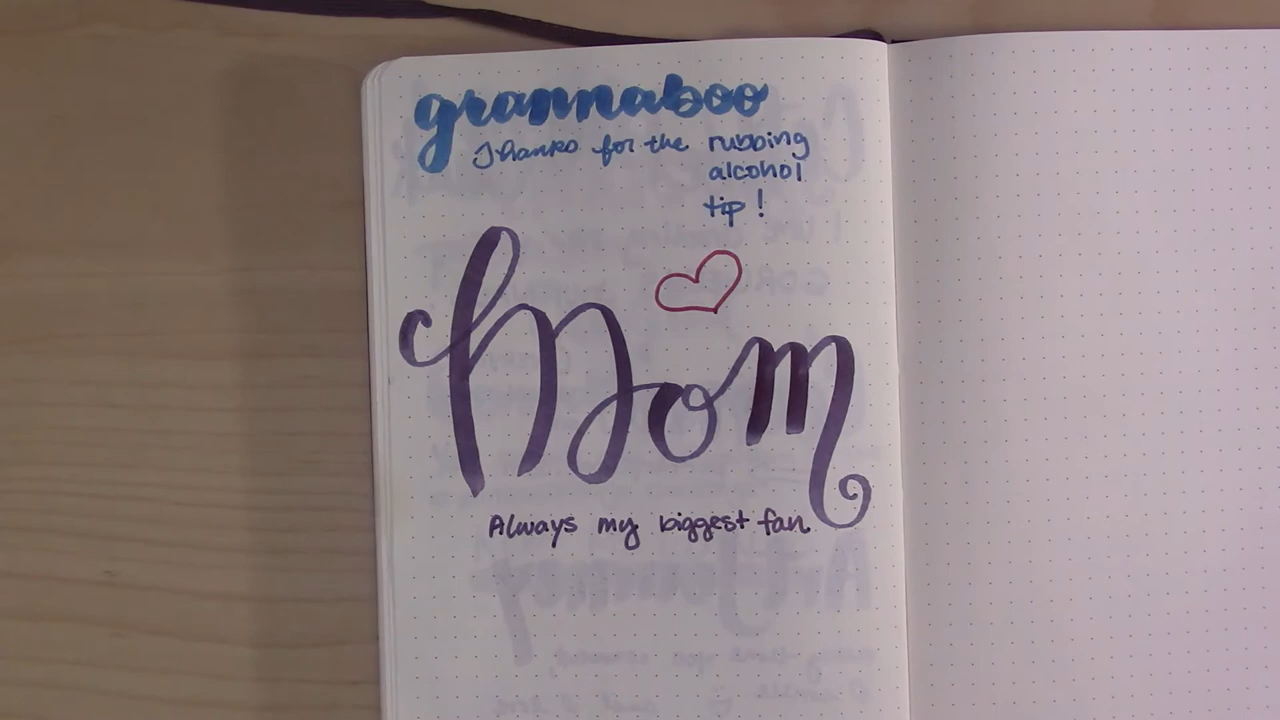 grannaboo
Thanks for the rubbing
alcohol
tip!
Mom
Always my biggest fan